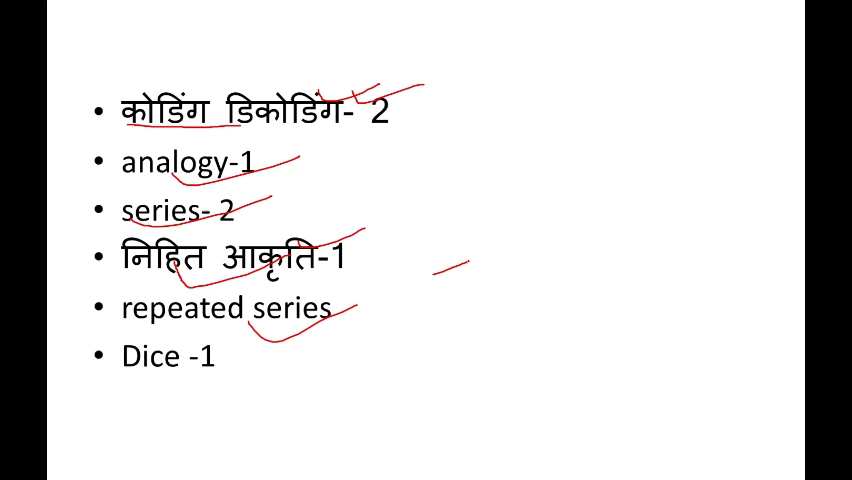 • कोडिंग डिकोडिंग- 2
• analogy-1
• series- 2
• निहित आकृति-1
• repeated series
• Dice -1